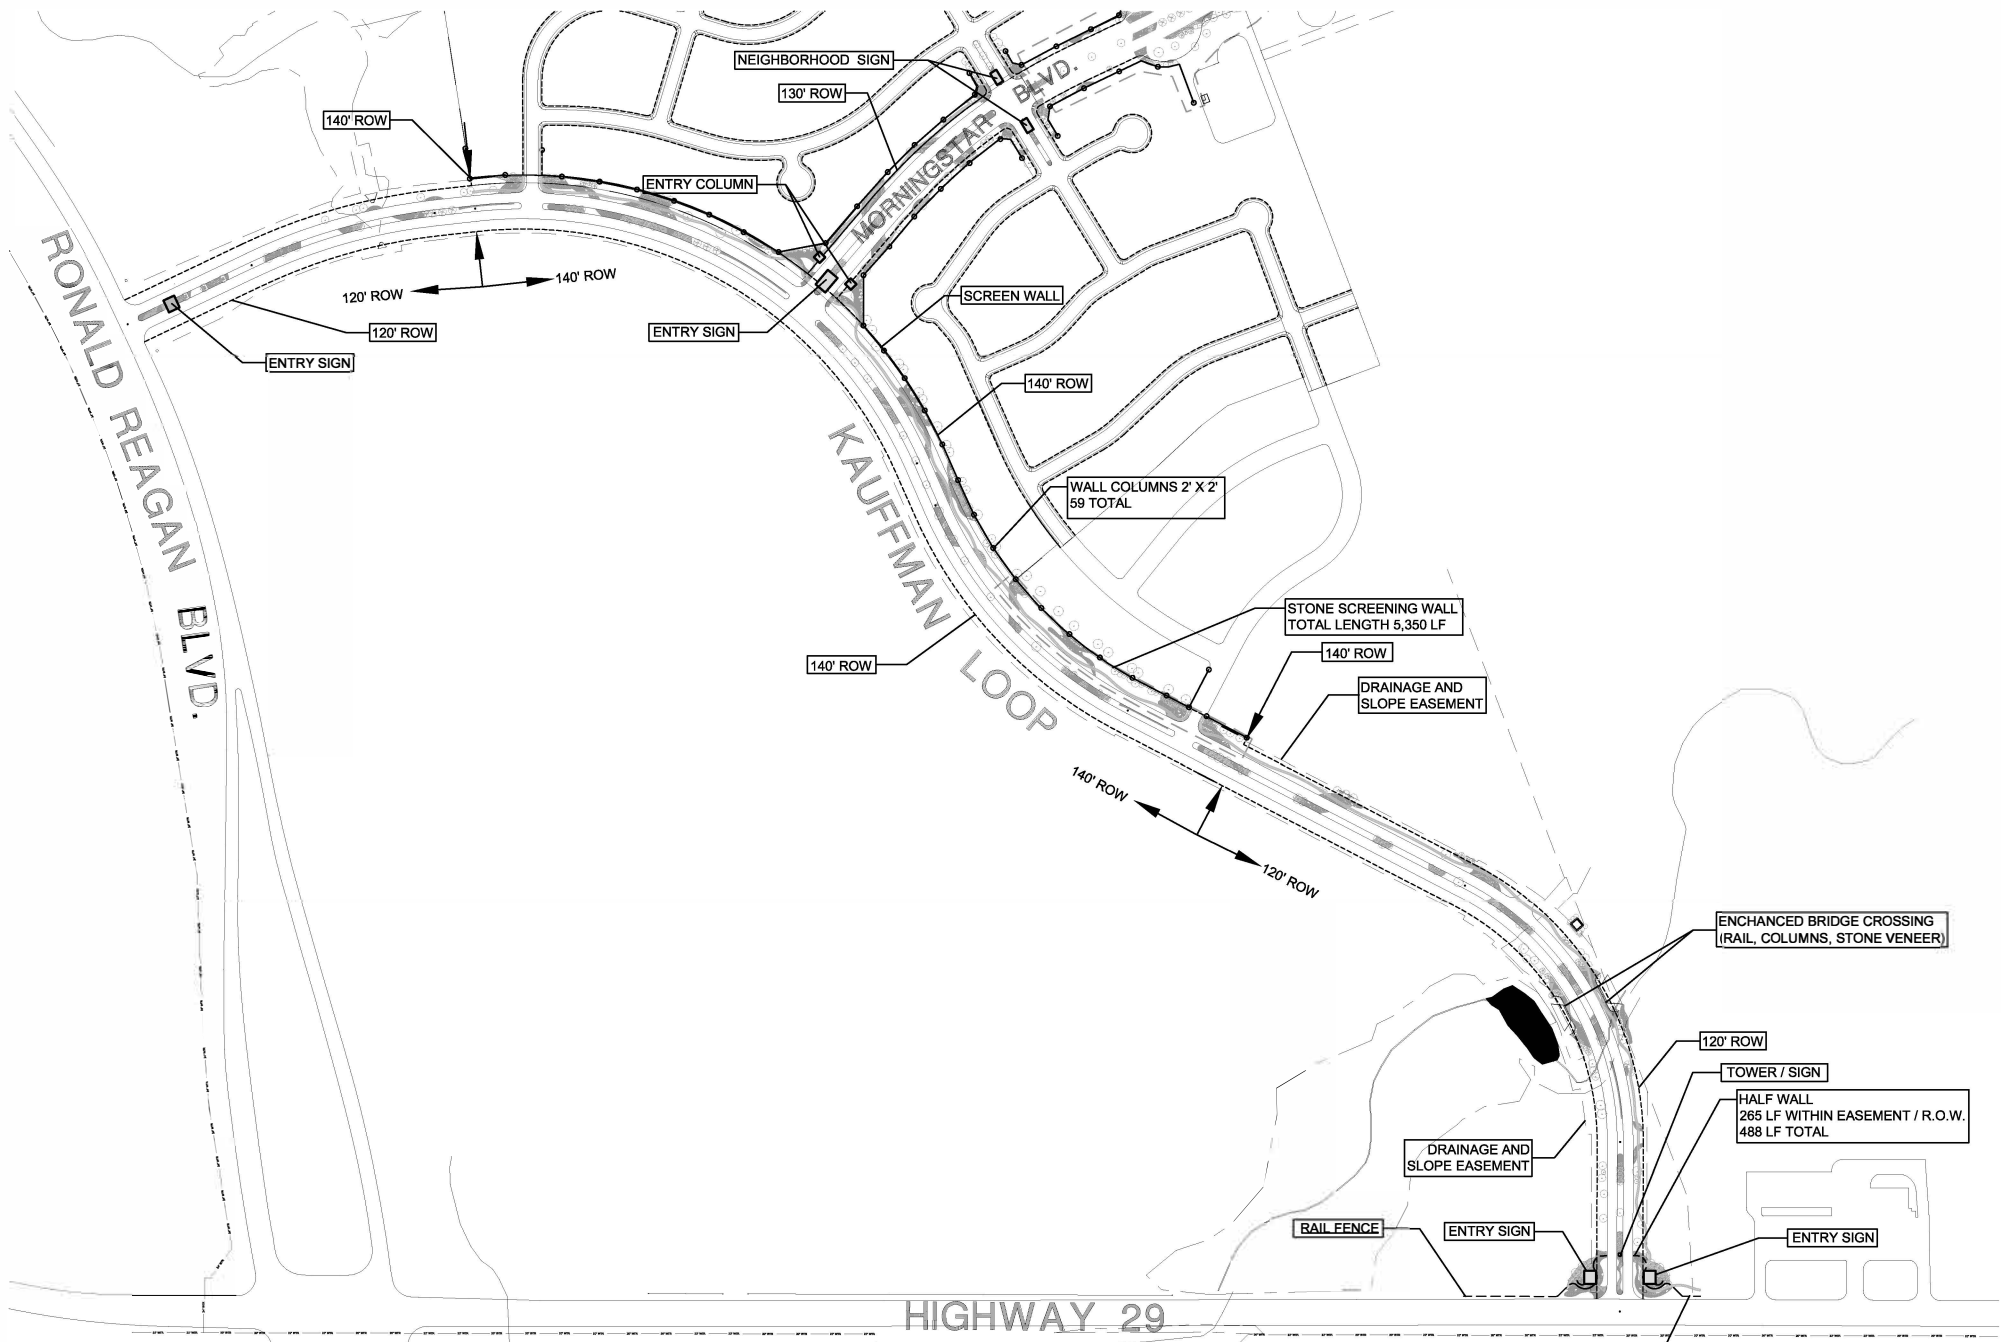 NEIGHBORHOOD SIGN
130' ROW
140' ROW
BLVD.
MORNINGSTAR
ENTRY COLUMN
120' ROW
140' ROW
120' ROW
ENTRY SIGN
ENTRY SIGN
SCREEN WALL
140' ROW
RONALD REAGAN BLVD.
KAUFFMAN LOOP
WALL COLUMNS 2' X 2'
59 TOTAL
STONE SCREENING WALL
TOTAL LENGTH 5,350 LF
140' ROW
140' ROW
DRAINAGE AND
SLOPE EASEMENT
140' ROW
120' ROW
ENCHANCED BRIDGE CROSSING
(RAIL, COLUMNS, STONE VENEER)
120' ROW
TOWER / SIGN
HALF WALL
265 LF WITHIN EASEMENT / R.O.W.
488 LF TOTAL
DRAINAGE AND
SLOPE EASEMENT
RAIL FENCE
ENTRY SIGN
ENTRY SIGN
HIGHWAY 29